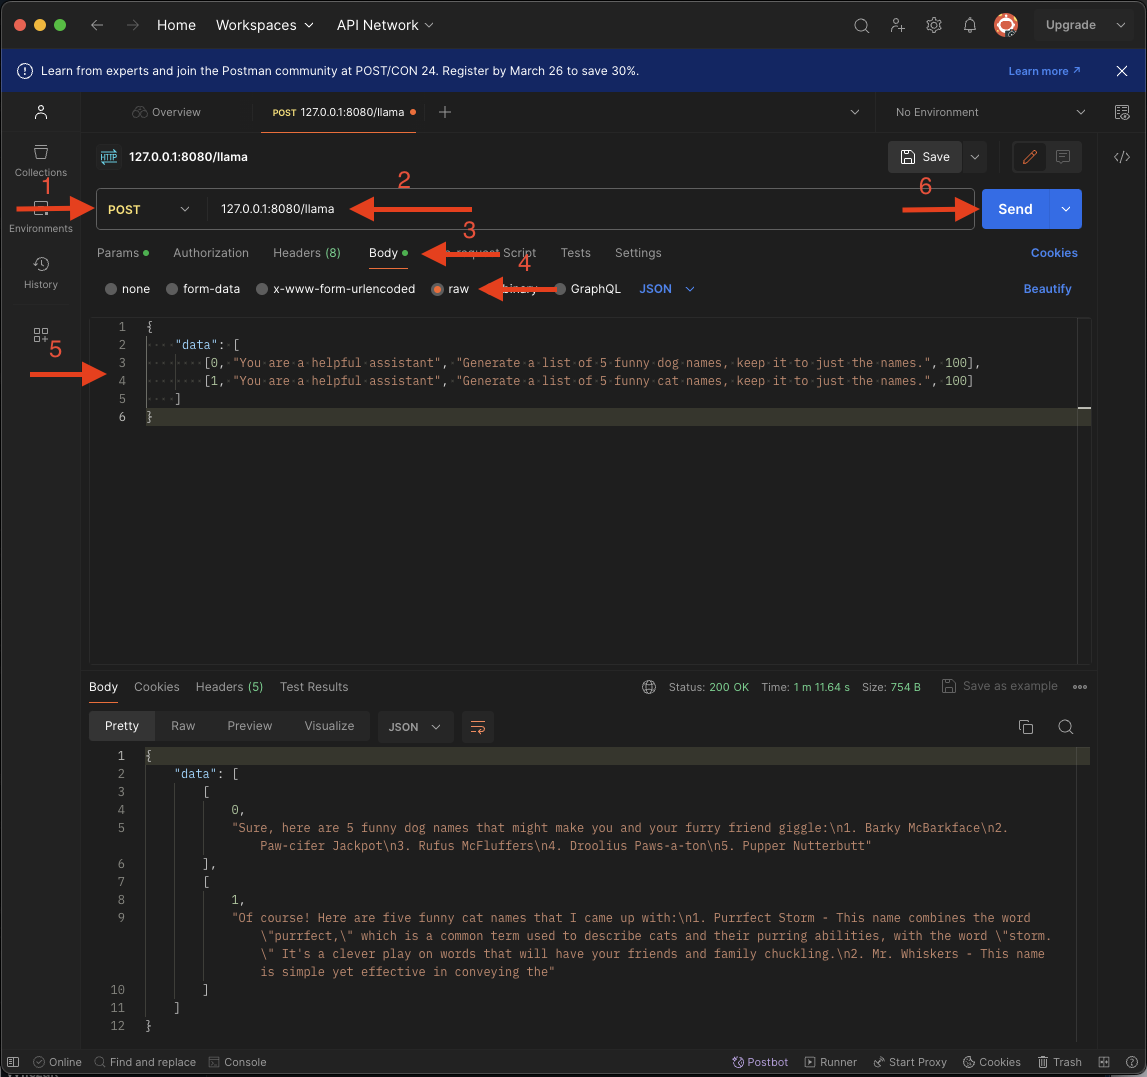 Home Workspaces API Network Upgrade
Learn from experts and join the Postman community at POST/CON 24. Register by March 26 to save 30%. Learn more
Overview POST 127.0.0.1:8080/llama No Environment
HTTP 127.0.0.1:8080/llama Save
Collections
1 2 6
POST 127.0.0.1:8080/llama Send
Environments
3
Params Authorization Headers (8) Body Script Tests Settings Cookies
4
History
none form-data x-www-form-urlencoded raw binary GraphQL JSON Beautify
1 {
2 "data": [
5
3 [0, "You are a helpful assistant", "Generate a list of 5 funny dog names, keep it to just the names.", 100],
4 [1, "You are a helpful assistant", "Generate a list of 5 funny cat names, keep it to just the names.", 100]
5 ]
6 }
Body Cookies Headers (5) Test Results Status: 200 OK Time: 1 m 11.64 s Size: 754 B Save as example
Pretty Raw Preview Visualize JSON
1 {
2 "data": [
3 [
4 0,
5 "Sure, here are 5 funny dog names that might make you and your furry friend giggle:\n1. Barky McBarkface\n2.
Paw-cifer Jackpot\n3. Rufus McFluffers\n4. Droolius Paws-a-ton\n5. Pupper Nutterbutt"
6 ],
7 [
8 1,
9 "Of course! Here are five funny cat names that I came up with:\n1. Purrfect Storm - This name combines the word
\"purrfect,\" which is a common term used to describe cats and their purring abilities, with the word \"storm.
\" It's a clever play on words that will have your friends and family chuckling.\n2. Mr. Whiskers - This name
is simple yet effective in conveying the"
10 ]
11 ]
12 }
Online Find and replace Console Postbot Runner Start Proxy Cookies Trash